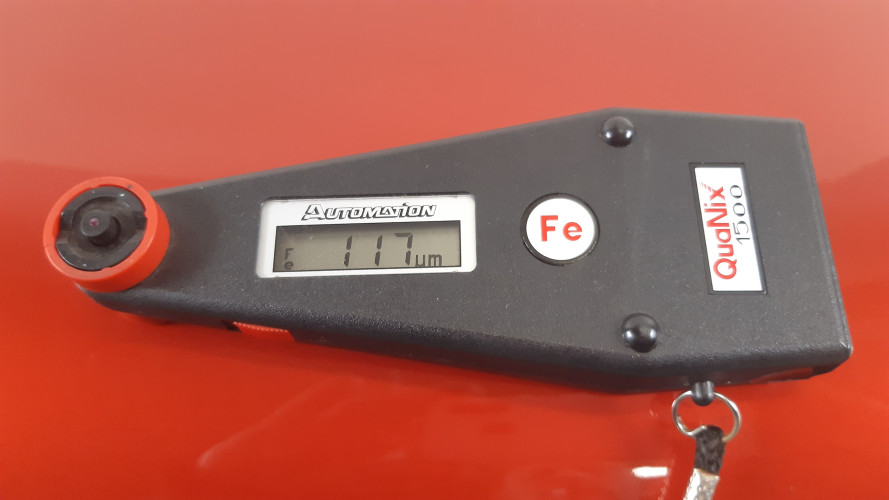 AUTOMATION
Fe 117 um
Fe
QuaNix
1500